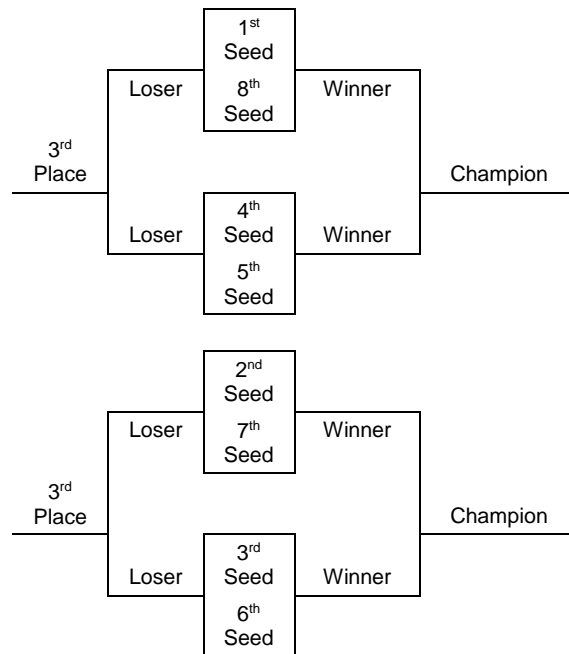 1st
Seed
Loser 8th Winner
Seed
3rd
Place Champion
4th
Loser Seed Winner
5th
Seed
2nd
Seed
Loser 7th Winner
Seed
3rd
Place Champion
3rd
Loser Seed Winner
6th
Seed